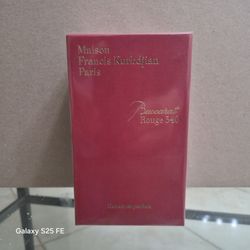 Maison
Francis Kurkdjian
Paris
Baccarat
Rouge 540
Extrait de parfum
Galaxy S25 FE